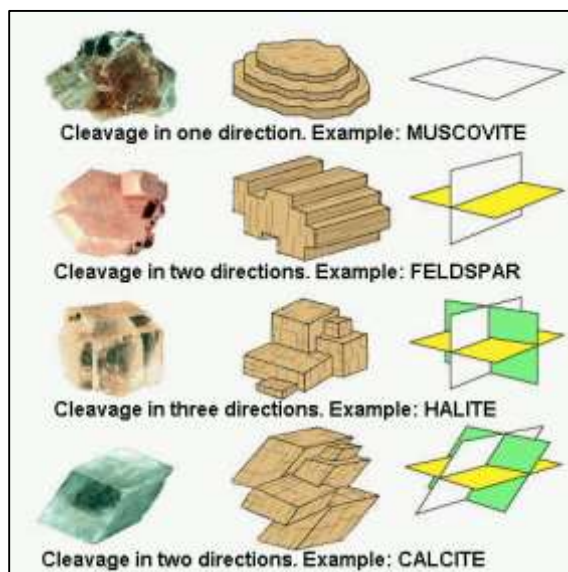 Cleavage in one direction. Example: MUSCOVITE
Cleavage in two directions. Example: FELDSPAR
Cleavage in three directions. Example: HALITE
Cleavage in two directions. Example: CALCITE